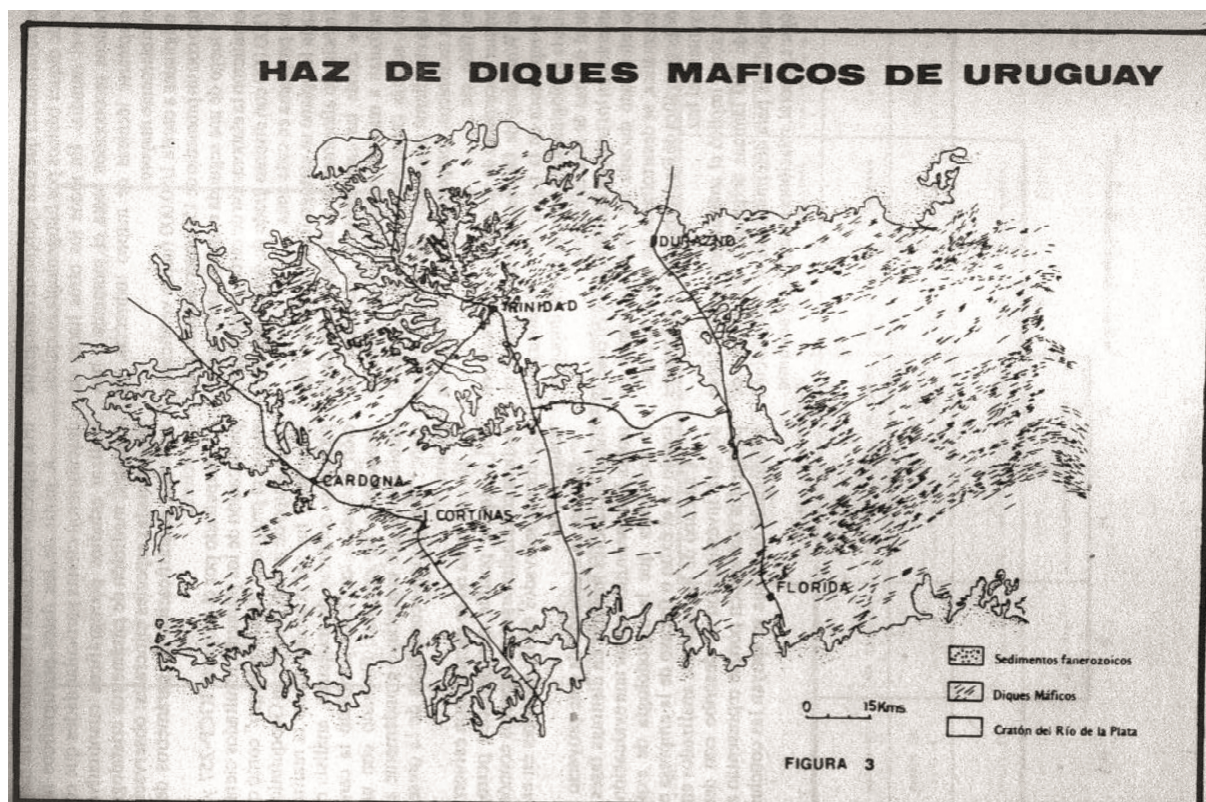 HAZ DE DIQUES MAFICOS DE URUGUAY
DURAZNO
TRINIDAD
CARDONA
CORTINAS
FLORIDA
Sedimentos fanerozoicos
Diques Máficos
Cratón del Río de la Plata
0 15Kms.
FIGURA 3